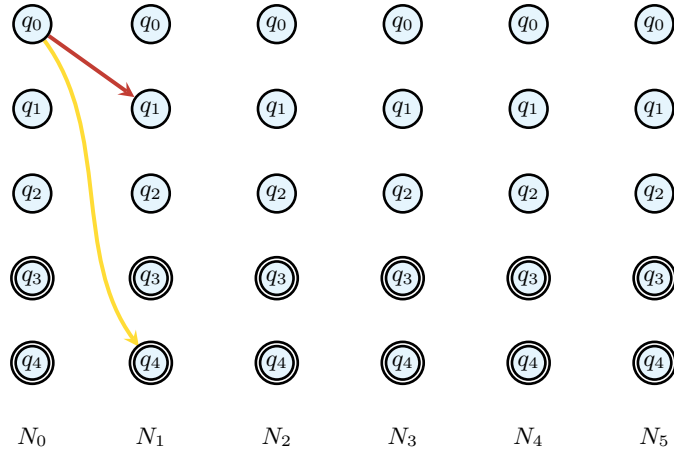 q0 q0 q0 q0 q0 q0
q1 q1 q1 q1 q1 q1
q2 q2 q2 q2 q2 q2
q3 q3 q3 q3 q3 q3
q4 q4 q4 q4 q4 q4
N0 N1 N2 N3 N4 N5